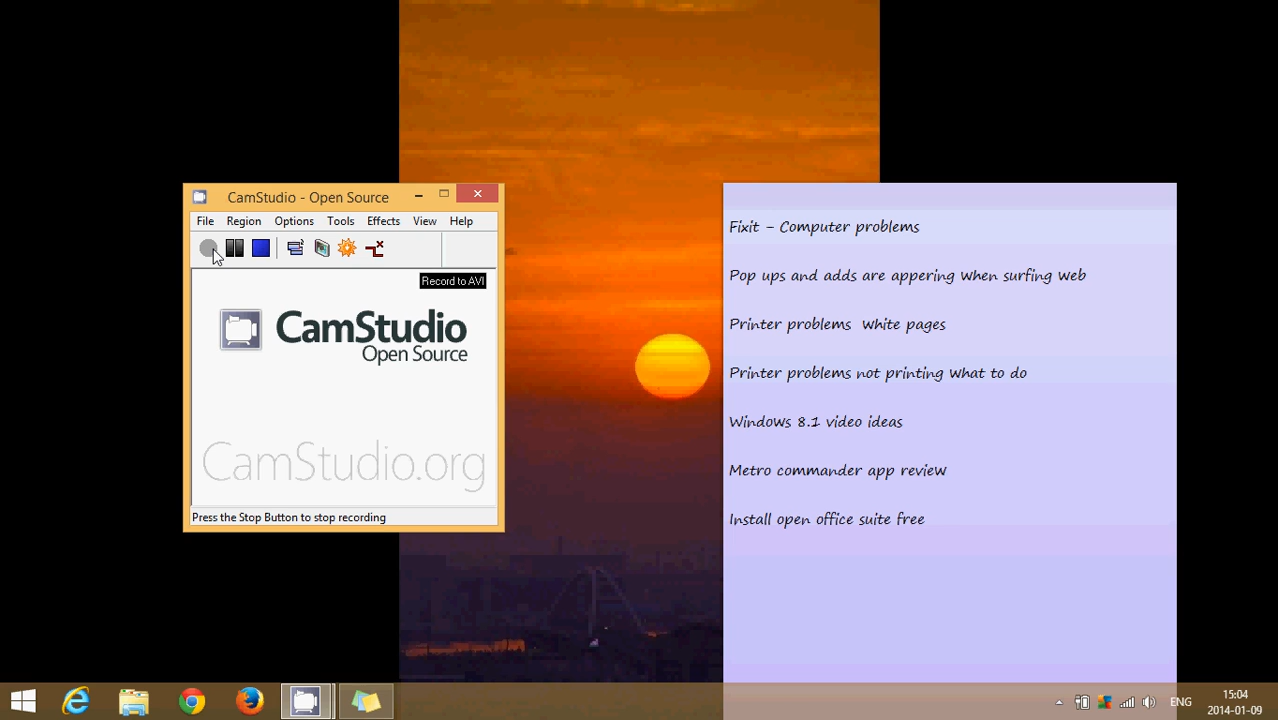 CamStudio - Open Source
File Region Options Tools Effects View Help
Record to AVI
CamStudio
Open Source
CamStudio.org
Press the Stop Button to stop recording
Fixit - Computer problems
Pop ups and adds are appering when surfing web
Printer problems white pages
Printer problems not printing what to do
Windows 8.1 video ideas
Metro commander app review
Install open office suite free
ENG
15:04
2014-01-09